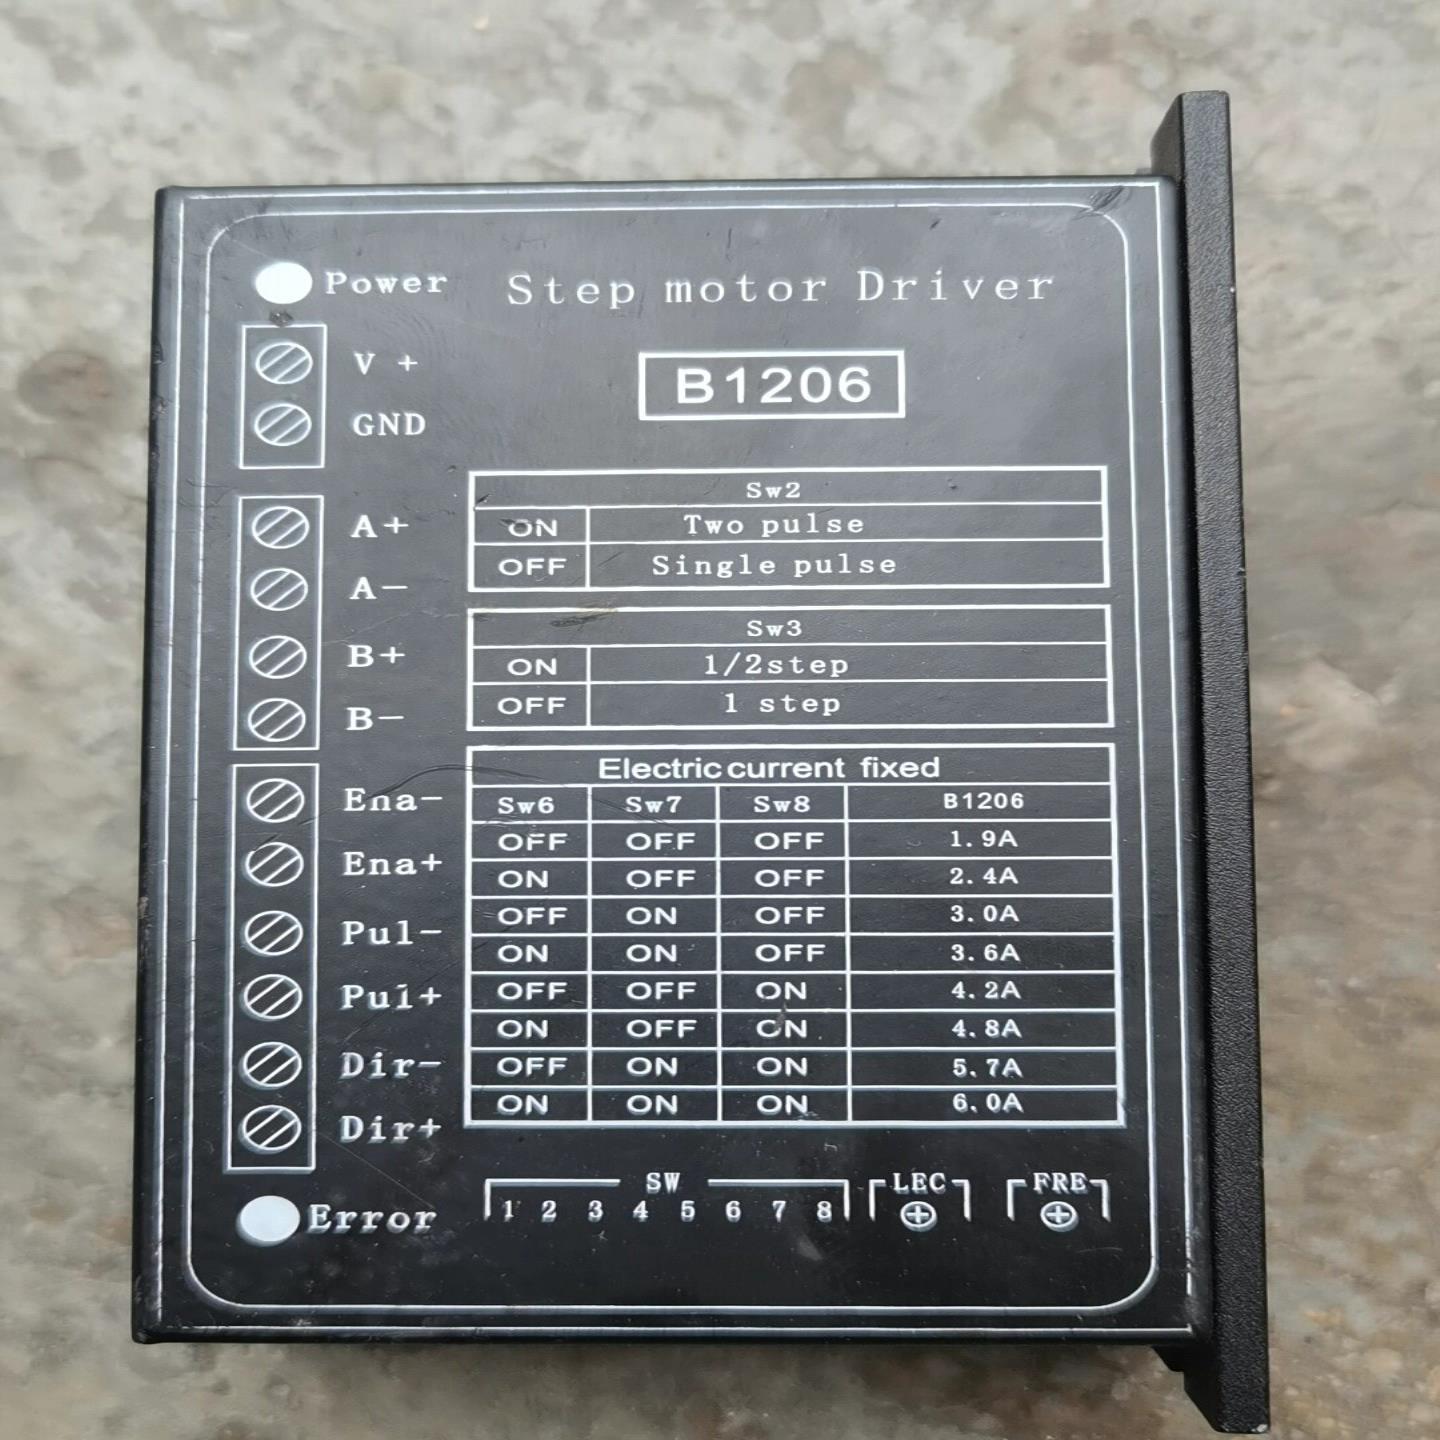 Power
Step motor Driver
V +
B1206
GND
A+
A-
B+
B-
Ena-
Ena+
Pul-
Pul+
Dir-
Dir+
Error
Sw2
ON Two pulse
OFF Single pulse
Sw3
ON 1/2step
OFF 1 step
Electric current fixed
Sw6 Sw7 Sw8 B1206
OFF OFF OFF 1.9A
ON OFF OFF 2.4A
OFF ON OFF 3.0A
ON ON OFF 3.6A
OFF OFF ON 4.2A
ON OFF ON 4.8A
OFF ON ON 5.7A
ON ON ON 6.0A
SW LEC FRE
1 2 3 4 5 6 7 8